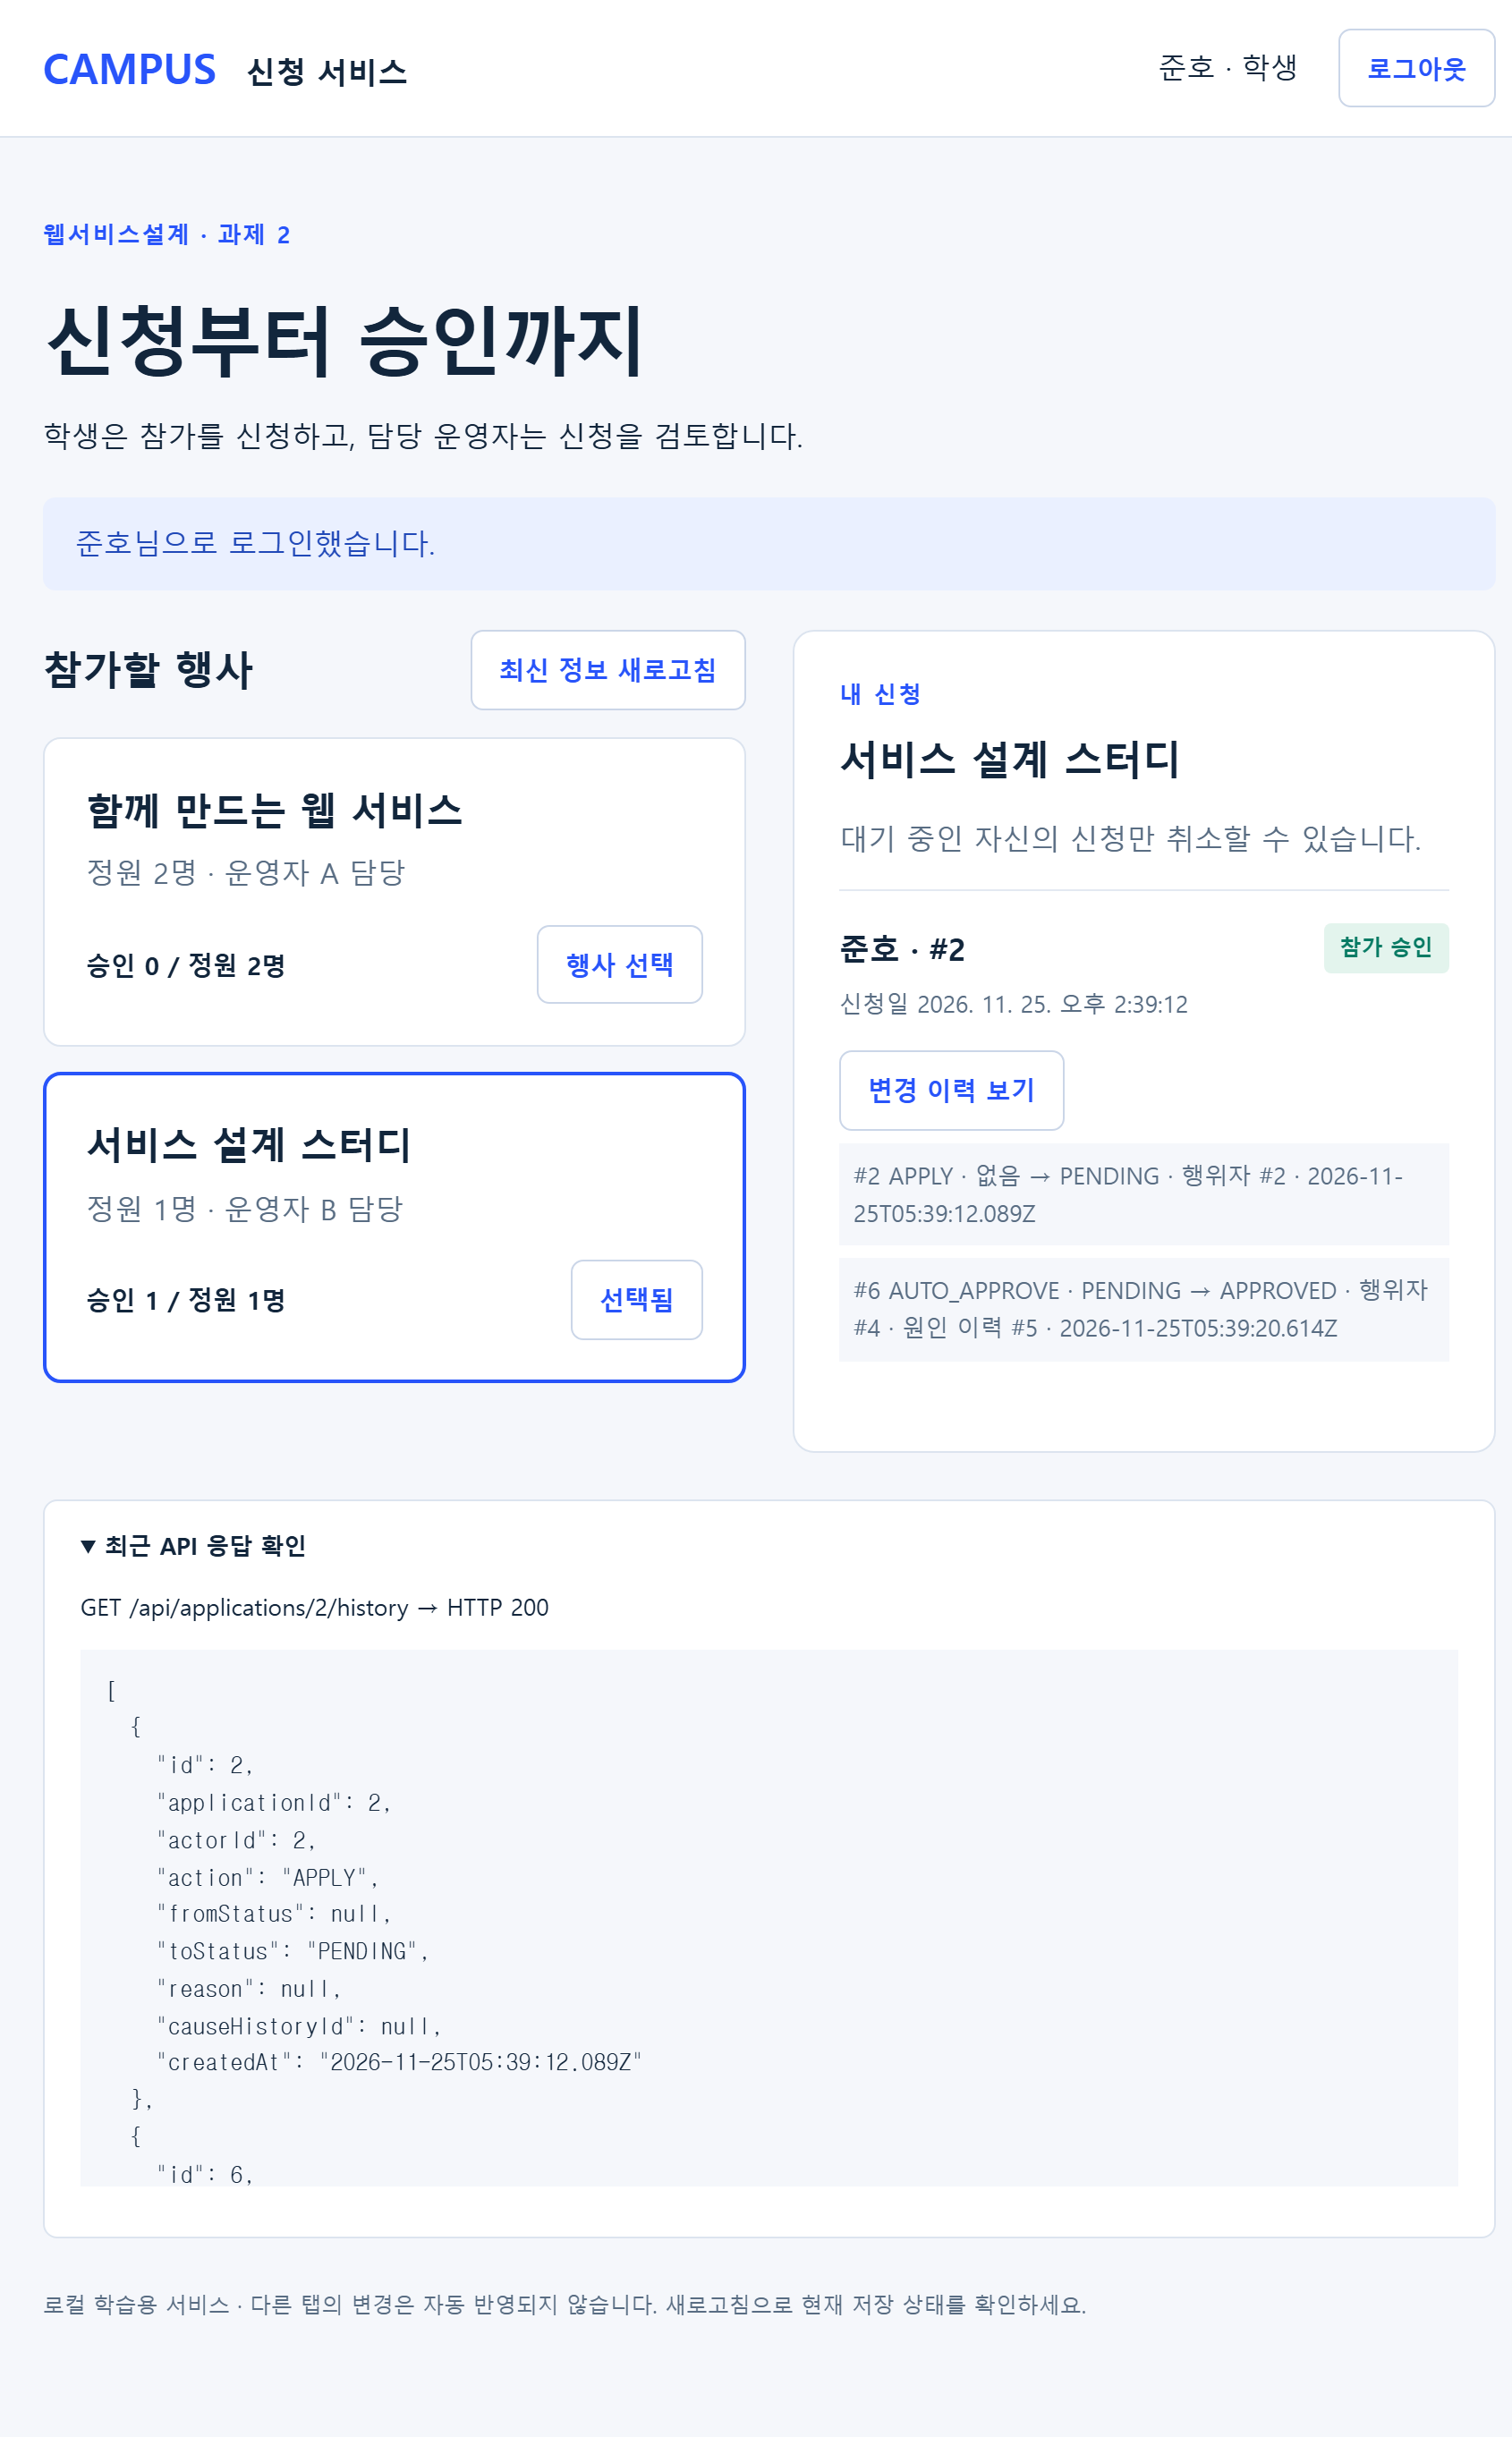 CAMPUS 신청 서비스
준호 · 학생
로그아웃
웹서비스설계 · 과제 2
신청부터 승인까지
학생은 참가를 신청하고, 담당 운영자는 신청을 검토합니다.
준호님으로 로그인했습니다.
참가할 행사
최신 정보 새로고침
함께 만드는 웹 서비스
정원 2명 · 운영자 A 담당
승인 0 / 정원 2명
행사 선택
서비스 설계 스터디
정원 1명 · 운영자 B 담당
승인 1 / 정원 1명
선택됨
내 신청
서비스 설계 스터디
대기 중인 자신의 신청만 취소할 수 있습니다.
준호 · #2
참가 승인
신청일 2026. 11. 25. 오후 2:39:12
변경 이력 보기
#2 APPLY · 없음 → PENDING · 행위자 #2 · 2026-11-
25T05:39:12.089Z
#6 AUTO_APPROVE · PENDING → APPROVED · 행위자
#4 · 원인 이력 #5 · 2026-11-25T05:39:20.614Z
▼ 최근 API 응답 확인
GET /api/applications/2/history → HTTP 200
[
{
"id": 2,
"applicationId": 2,
"actorId": 2,
"action": "APPLY",
"fromStatus": null,
"toStatus": "PENDING",
"reason": null,
"causeHistoryId": null,
"createdAt": "2026-11-25T05:39:12.089Z"
},
{
"id": 6,
로컬 학습용 서비스 · 다른 탭의 변경은 자동 반영되지 않습니다. 새로고침으로 현재 저장 상태를 확인하세요.